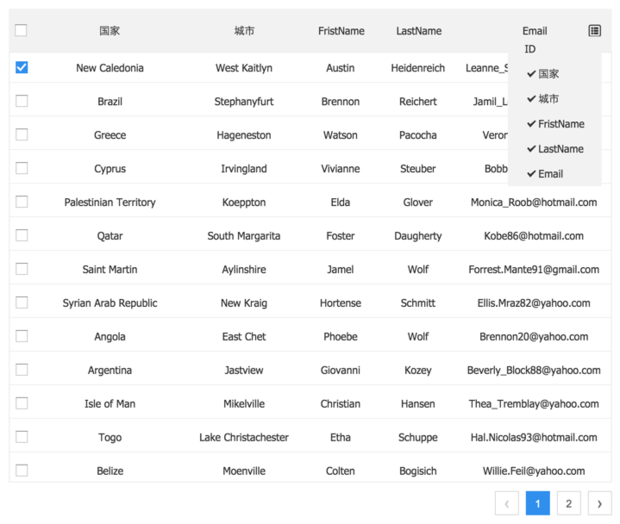 国家 城市 FristName LastName Email
ID
New Caledonia West Kaitlyn Austin Heidenreich Leanne_S
国家
Brazil Stephanyfurt Brennon Reichert Jamil_L
城市
Greece Hageneston Watson Pacocha Veron
FristName
LastName
Cyprus Irvingland Vivianne Steuber Bobb
Email
Palestinian Territory Koeppton Elda Glover Monica_Roob@hotmail.com
Qatar South Margarita Foster Daugherty Kobe86@hotmail.com
Saint Martin Aylinshire Jamel Wolf Forrest.Mante91@gmail.com
Syrian Arab Republic New Kraig Hortense Schmitt Ellis.Mraz82@yahoo.com
Angola East Chet Phoebe Wolf Brennon20@yahoo.com
Argentina Jastview Giovanni Kozey Beverly_Block88@yahoo.com
Isle of Man Mikelville Christian Hansen Thea_Tremblay@yahoo.com
Togo Lake Christachester Etha Schuppe Hal.Nicolas93@hotmail.com
Belize Moenville Colten Bogisich Willie.Feil@yahoo.com
1 2